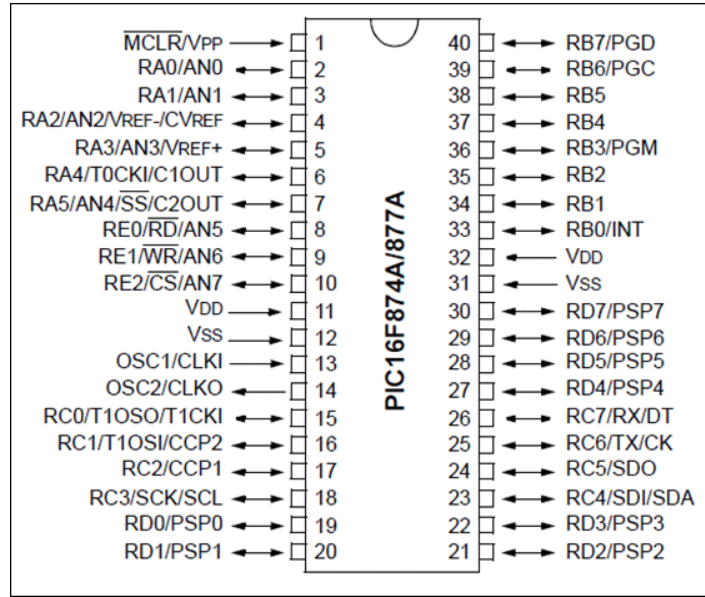 M̅C̅L̅R̅/VPP 1 40 RB7/PGD
RA0/AN0 2 39 RB6/PGC
RA1/AN1 3 38 RB5
RA2/AN2/VREF-/CVREF 4 37 RB4
RA3/AN3/VREF+ 5 36 RB3/PGM
RA4/T0CKI/C1OUT 6 35 RB2
RA5/AN4/S̅S̅/C2OUT 7 34 RB1
RE0/R̅D̅/AN5 8 33 RB0/INT
RE1/W̅R̅/AN6 9 32 VDD
RE2/C̅S̅/AN7 10 31 VSS
VDD 11 30 RD7/PSP7
VSS 12 29 RD6/PSP6
OSC1/CLKI 13 28 RD5/PSP5
OSC2/CLKO 14 27 RD4/PSP4
RC0/T1OSO/T1CKI 15 26 RC7/RX/DT
RC1/T1OSI/CCP2 16 25 RC6/TX/CK
RC2/CCP1 17 24 RC5/SDO
RC3/SCK/SCL 18 23 RC4/SDI/SDA
RD0/PSP0 19 22 RD3/PSP3
RD1/PSP1 20 21 RD2/PSP2
PIC16F874A/877A